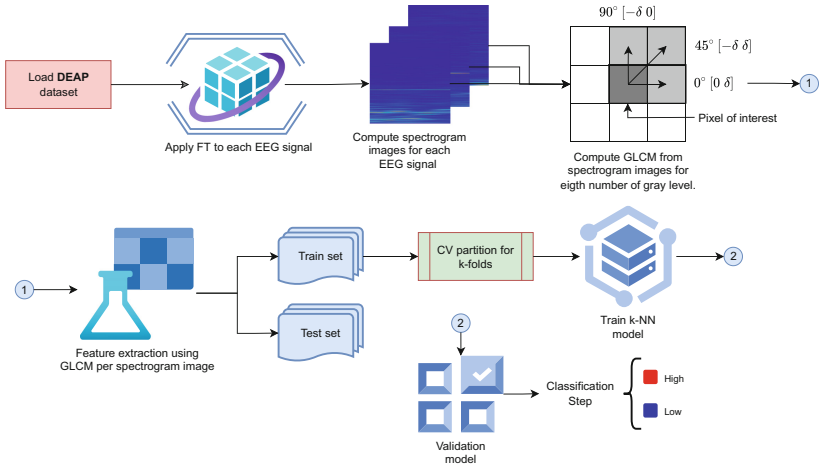 90° [−δ 0]
45° [−δ δ]
0° [0 δ]
1
Load DEAP
dataset
Pixel of interest
Apply FT to each EEG signal
Compute spectrogram
images for each
EEG signal
Compute GLCM from
spectrogram images for
eigth number of gray level.
1
Train set
CV partition for
k-folds
2
Test set
Train k-NN
model
Feature extraction using
GLCM per spectrogram image
2
Classification
Step
High
Low
Validation
model